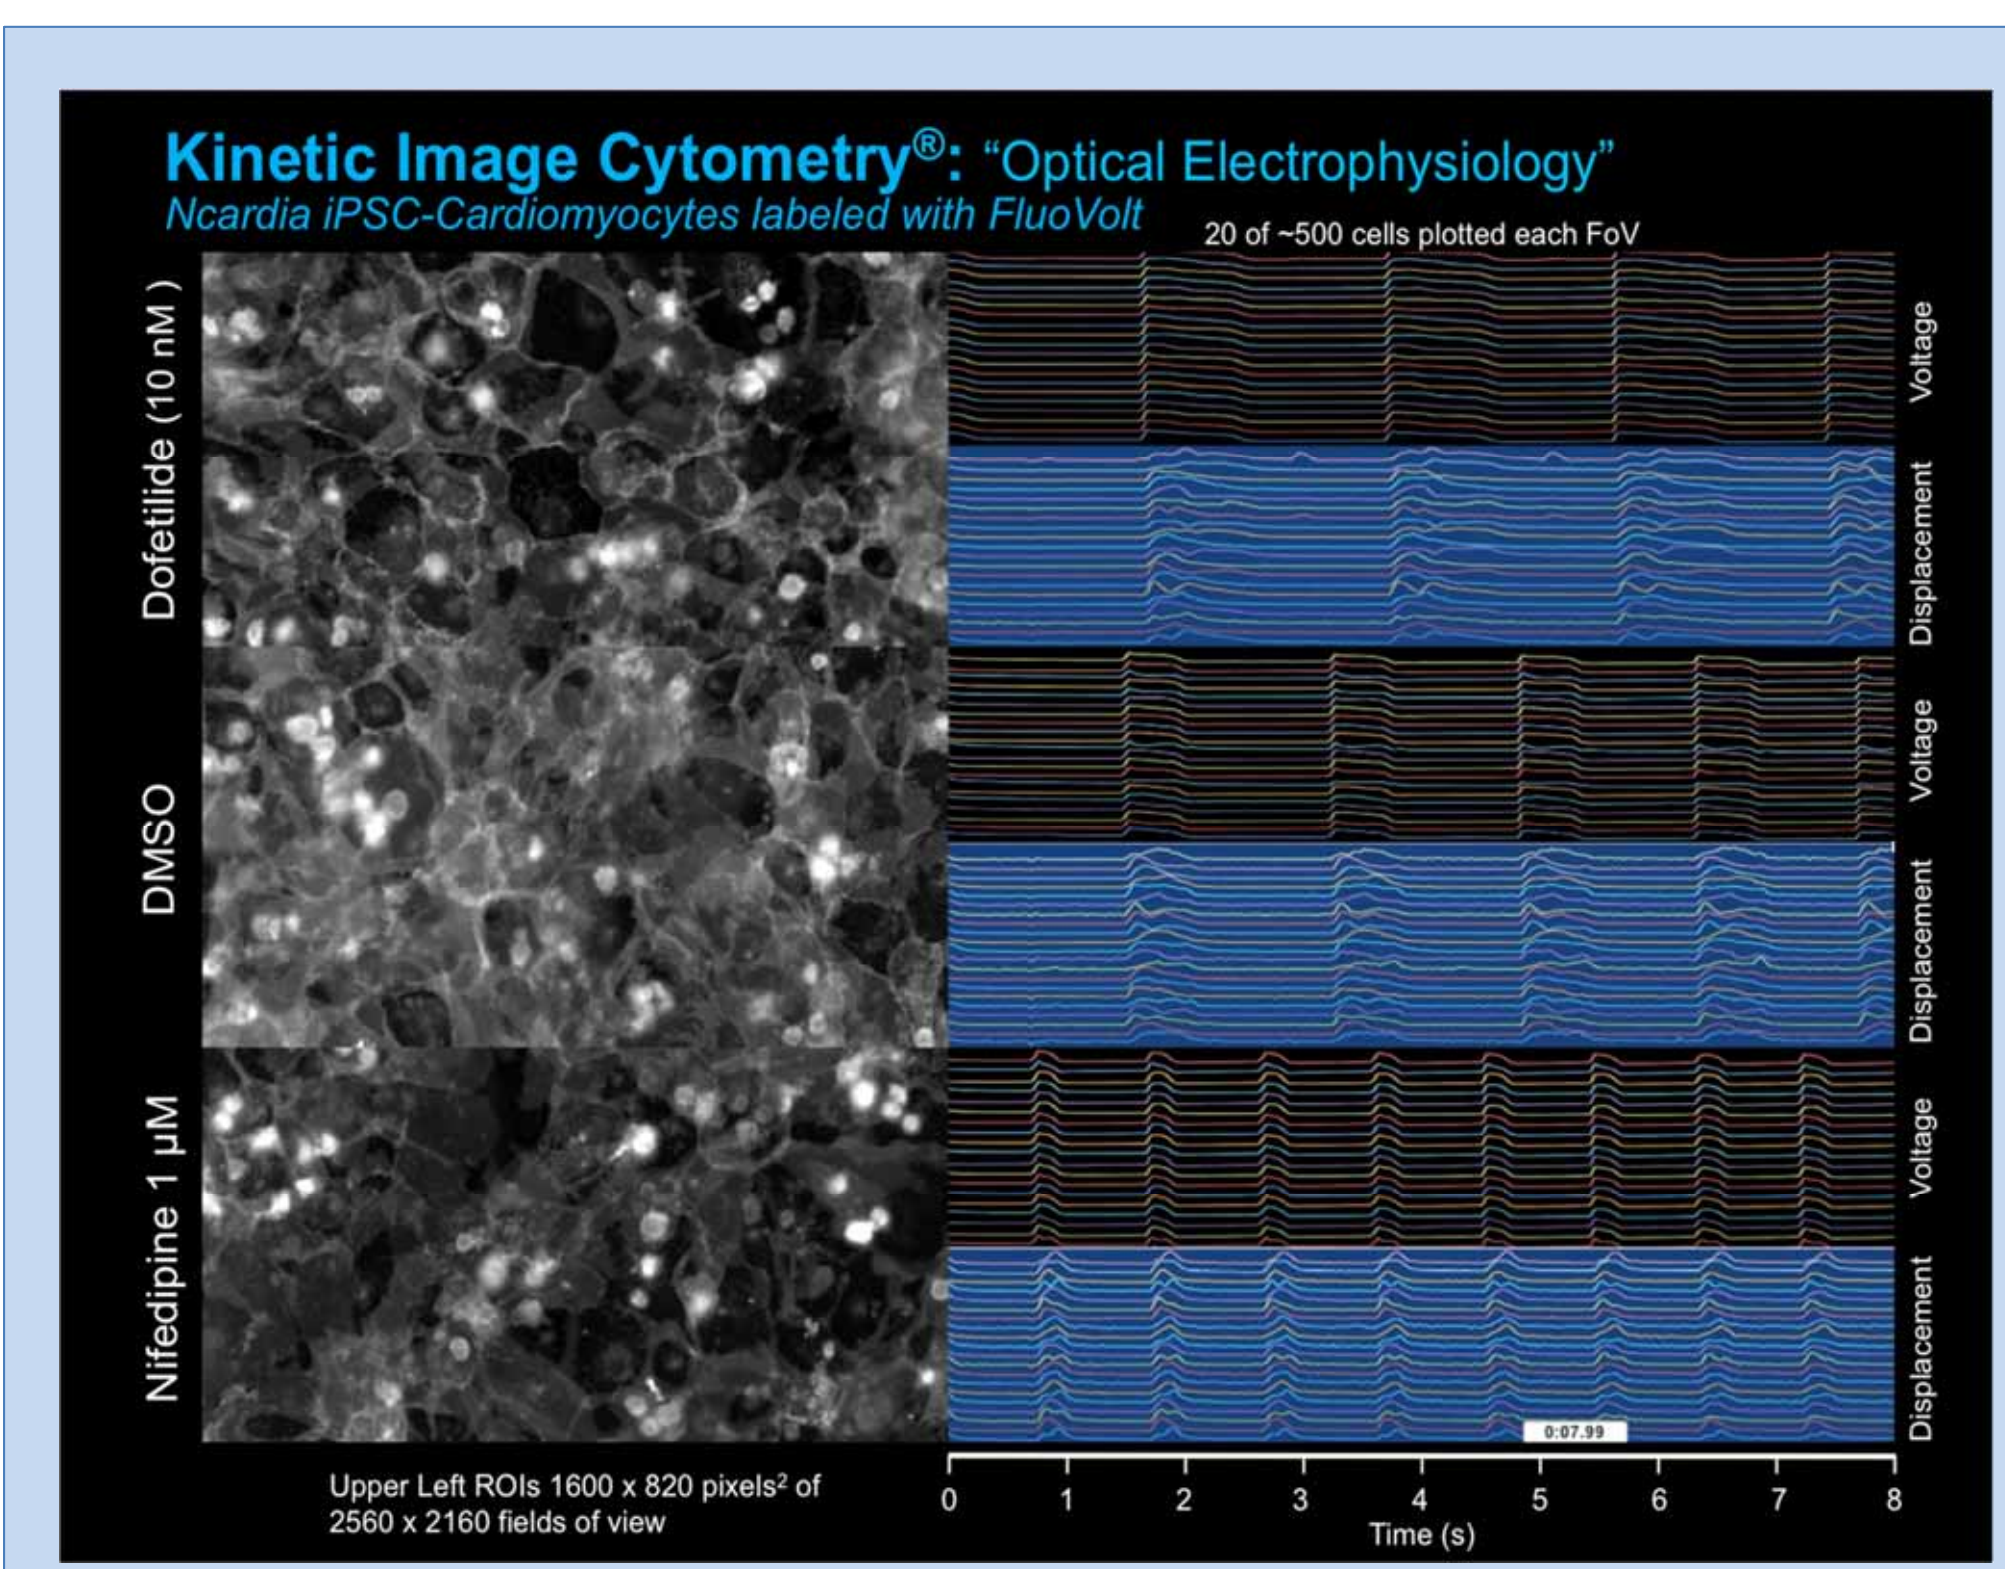 Kinetic Image Cytometry®: “Optical Electrophysiology”
Ncardia iPSC-Cardiomyocytes labeled with FluoVolt
20 of ~500 cells plotted each FoV
Dofetilide (10 nM )
Voltage
Displacement
DMSO
Voltage
Displacement
Nifedipine 1 µM
Voltage
Displacement
0:07.99
Upper Left ROIs 1600 x 820 pixels² of
2560 x 2160 fields of view
0 1 2 3 4 5 6 7 8
Time (s)